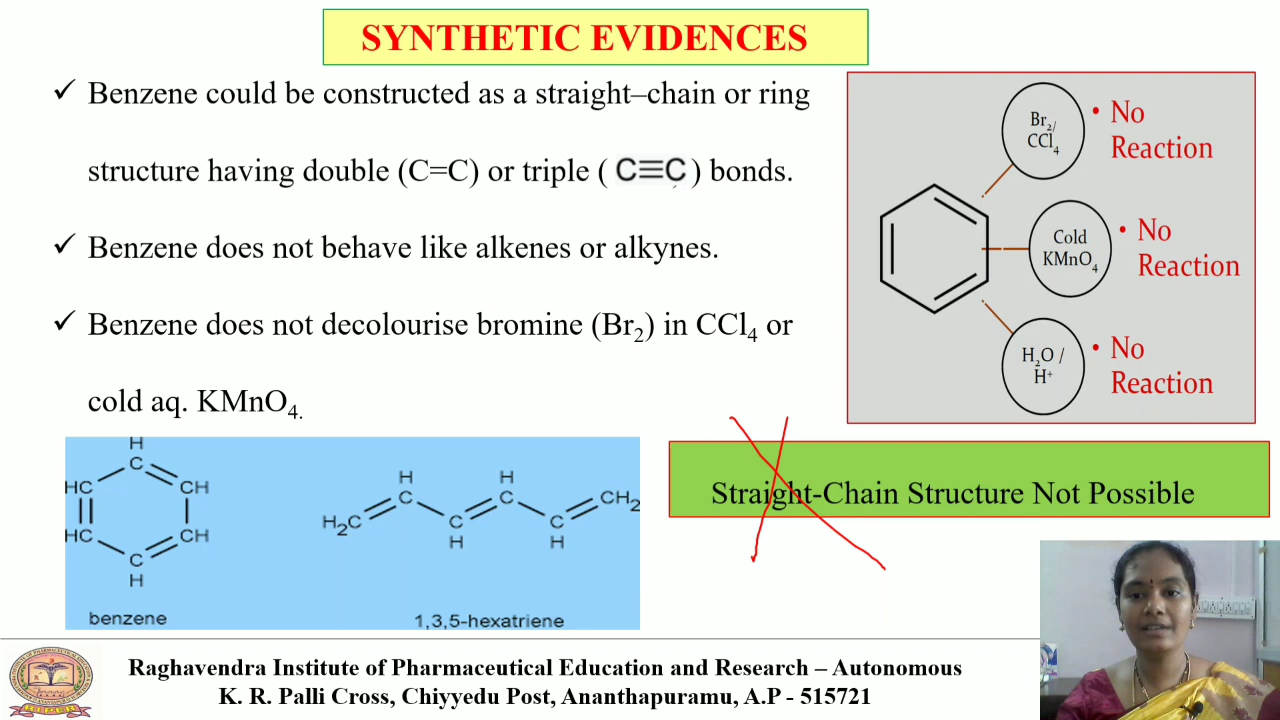 SYNTHETIC EVIDENCES
✓ Benzene could be constructed as a straight–chain or ring
structure having double (C=C) or triple ( C≡C ) bonds.
✓ Benzene does not behave like alkenes or alkynes.
✓ Benzene does not decolourise bromine (Br₂) in CCl₄ or
cold aq. KMnO₄.
Br₂/
CCl₄
• No
Reaction
Cold
KMnO₄
• No
Reaction
H₂O /
H⁺
• No
Reaction
H
C
HC
CH
HC
CH
C
H
benzene
H
H
H₂C
C
C
CH₂
C
C
H
H
1,3,5-hexatriene
Straight-Chain Structure Not Possible
Raghavendra Institute of Pharmaceutical Education and Research – Autonomous
K. R. Palli Cross, Chiyyedu Post, Ananthapuramu, A.P - 515721